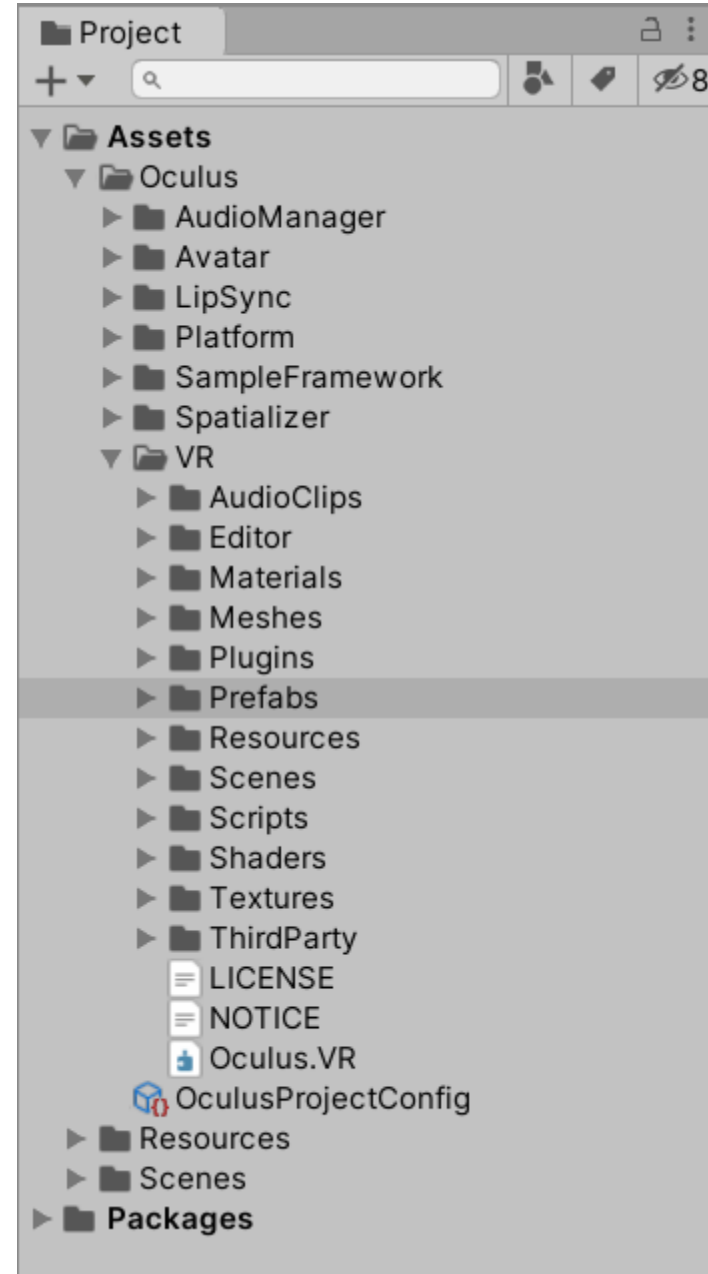 Project
8
Assets
Oculus
AudioManager
Avatar
LipSync
Platform
SampleFramework
Spatializer
VR
AudioClips
Editor
Materials
Meshes
Plugins
Prefabs
Resources
Scenes
Scripts
Shaders
Textures
ThirdParty
LICENSE
NOTICE
Oculus.VR
OculusProjectConfig
Resources
Scenes
Packages